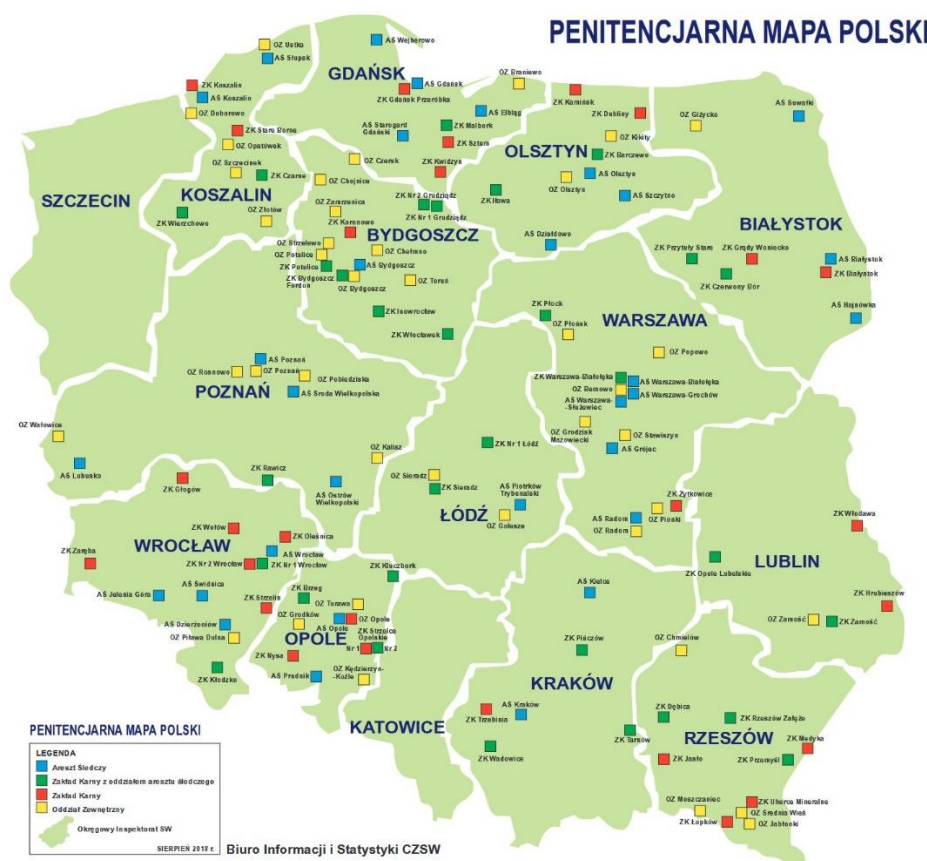 PENITENCJARNA MAPA POLSKI
OZ Ustka
AŚ Słupsk
ZK Koszalin
AŚ Koszalin
OZ Dobrowo
ZK Stare Borne
OZ Opatówek
OZ Szczecinek
ZK Czarne
KOSZALIN
ZK Wierzchowo
OZ Złotów
SZCZECIN
AŚ Wejherowo
GDAŃSK
AŚ Gdańsk
ZK Gdańsk Przeróbka
OZ Braniewo
AŚ Elbląg
AŚ Starogard
Gdański
ZK Malbork
ZK Sztum
ZK Kwidzyn
OZ Czersk
ZK Kamińsk
ZK Dubliny
OZ Giżycko
AŚ Suwałki
OZ Kikity
ZK Barczewo
OLSZTYN
AŚ Olsztyn
OZ Olsztyn
AŚ Szczytno
ZK Iława
AŚ Działdowo
OZ Chojnice
ZK Nr2 Grudziądz
ZK Nr 1 Grudziądz
ZK Koronowo
BYDGOSZCZ
OZ Strzelewo
OZ Chełmno
OZ Potulice
ZK Potulice
AŚ Bydgoszcz
ZK Bydgoszcz
Fordon
OZ Bydgoszcz
OZ Toruń
ZK Inowrocław
ZK Włocławek
BIAŁYSTOK
ZK Przytuły Stare
ZK Grądy Woniecko
AŚ Białystok
ZK Białystok
ZK Czerwony Bór
AŚ Hajnówka
ZK Płock
OZ Płońsk
WARSZAWA
OZ Popowo
ZK Warszawa-Białołęka
AŚ Warszawa-Białołęka
OZ Bemowo
AŚ Warszawa-Grochów
AŚ Warszawa-
-Służewiec
OZ Grodzisk
Mazowiecki
OZ Stawiszyn
AŚ Grójec
ZK Żytkowice
OZ Pionki
AŚ Radom
OZ Radom
AŚ Poznań
OZ Rosnowo
OZ Poznań
OZ Pobiedziska
POZNAŃ
AŚ Środa Wielkopolska
OZ Wałowice
AŚ Lubsko
ZK Rawicz
OZ Kalisz
AŚ Ostrów
Wielkopolski
ZK Nr 1 Łódź
OZ Sieradz
ZK Sieradz
AŚ Piotrków
Trybunalski
ŁÓDŹ
OZ Golesze
ZK Głogów
ZK Wołów
ZK Oleśnica
WROCŁAW
AŚ Wrocław
ZK Zaręba
ZK Nr 2 Wrocław
ZK Nr 1 Wrocław
AŚ Jelenia Góra
AŚ Świdnica
ZK Strzelin
AŚ Dzierżoniów
OZ Piława Dolna
ZK Kłodzko
ZK Kluczbork
ZK Brzeg
OZ Turawa
OZ Grodków
OPOLE
AŚ Opole
OZ Opole
ZK Strzelce
Opolskie
Nr 1
Nr 2
ZK Nysa
AŚ Prudnik
OZ Kędzierzyn-
-Koźle
KATOWICE
ZK Włodawa
LUBLIN
ZK Opole Lubelskie
ZK Hrubieszów
OZ Zamość
ZK Zamość
AŚ Kielce
ZK Pińczów
OZ Chmielów
KRAKÓW
ZK Trzebinia
AŚ Kraków
ZK Wadowice
ZK Tarnów
ZK Dębica
ZK Rzeszów Załęże
RZESZÓW
ZK Medyka
ZK Jasło
ZK Przemyśl
OZ Moszczaniec
ZK Uherce Mineralne
OZ Średnia Wieś
ZK Łupków
OZ Jabłonki
PENITENCJARNA MAPA POLSKI
LEGENDA
Areszt Śledczy
Zakład Karny z oddziałem aresztu śledczego
Zakład Karny
Oddział Zewnętrzny
Okręgowy Inspektorat SW
SIERPIEŃ 2018 r.
Biuro Informacji i Statystyki CZSW